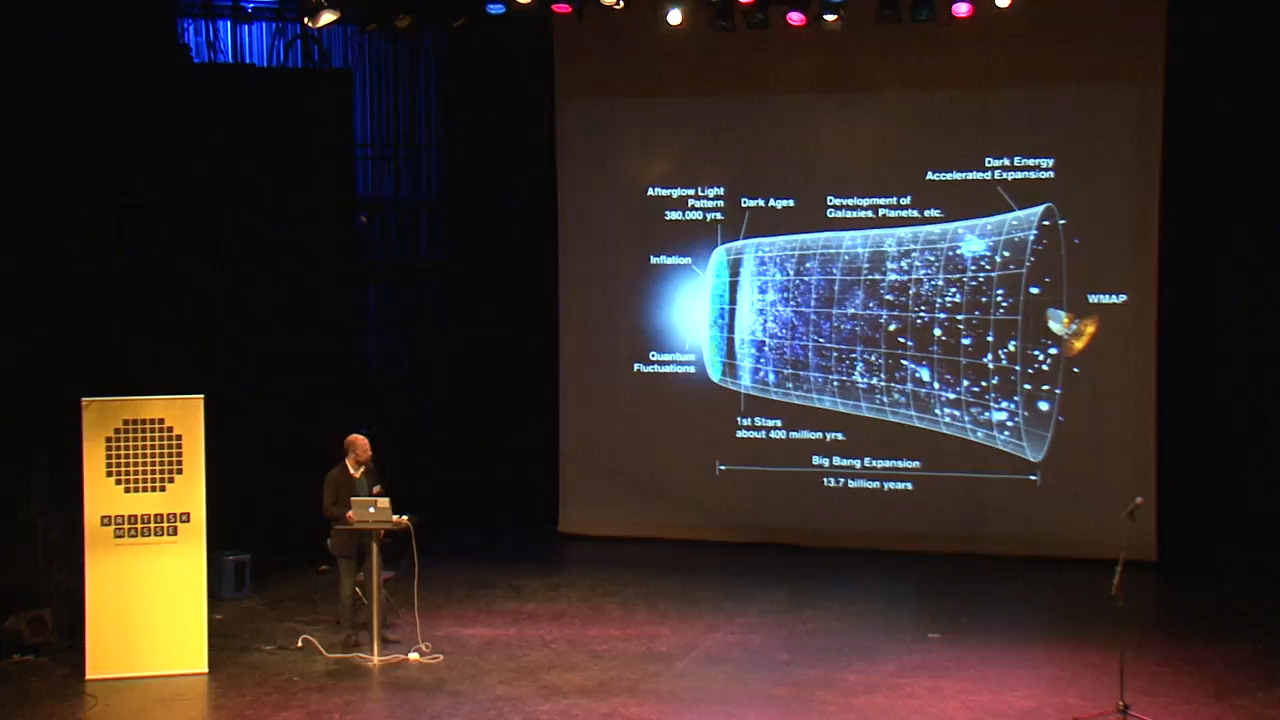 Dark Energy
Accelerated Expansion
Afterglow Light
Pattern
380,000 yrs.
Dark Ages
Development of
Galaxies, Planets, etc.
Inflation
WMAP
Quantum
Fluctuations
1st Stars
about 400 million yrs.
Big Bang Expansion
13.7 billion years
KRITISK
MASSE